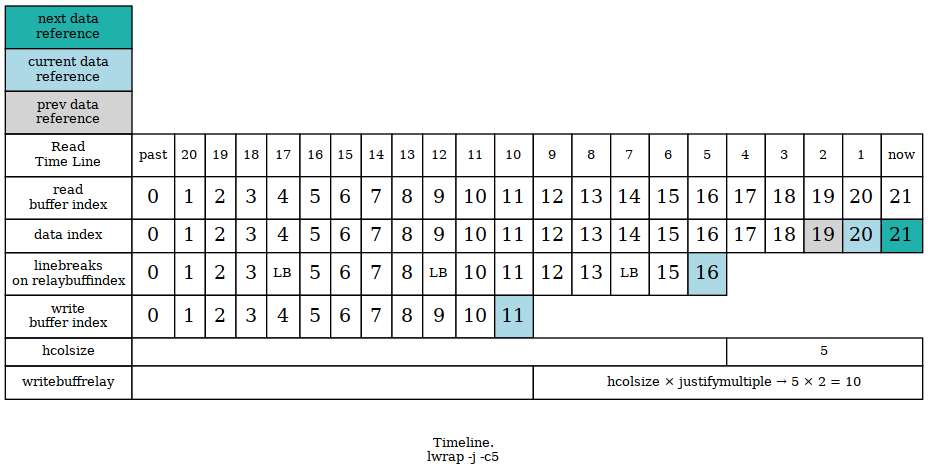 next data
reference
current data
reference
prev data
reference
Read
Time Line
past 20 19 18 17 16 15 14 13 12 11 10 9 8 7 6 5 4 3 2 1 now
read
buffer index
0 1 2 3 4 5 6 7 8 9 10 11 12 13 14 15 16 17 18 19 20 21
data index 0 1 2 3 4 5 6 7 8 9 10 11 12 13 14 15 16 17 18 19 20 21
linebreaks
on relaybuffindex
0 1 2 3 LB 5 6 7 8 LB 10 11 12 13 LB 15 16
write
buffer index
0 1 2 3 4 5 6 7 8 9 10 11
hcolsize 5
writebuffrelay hcolsize × justifymultiple → 5 × 2 = 10
Timeline.
lwrap -j -c5